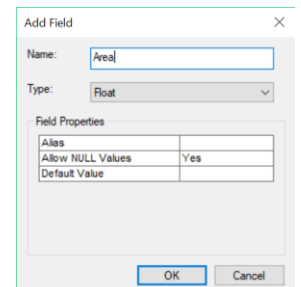 Add Field
Name: Area
Type: Float
Field Properties
Alias
Allow NULL Values Yes
Default Value
OK Cancel